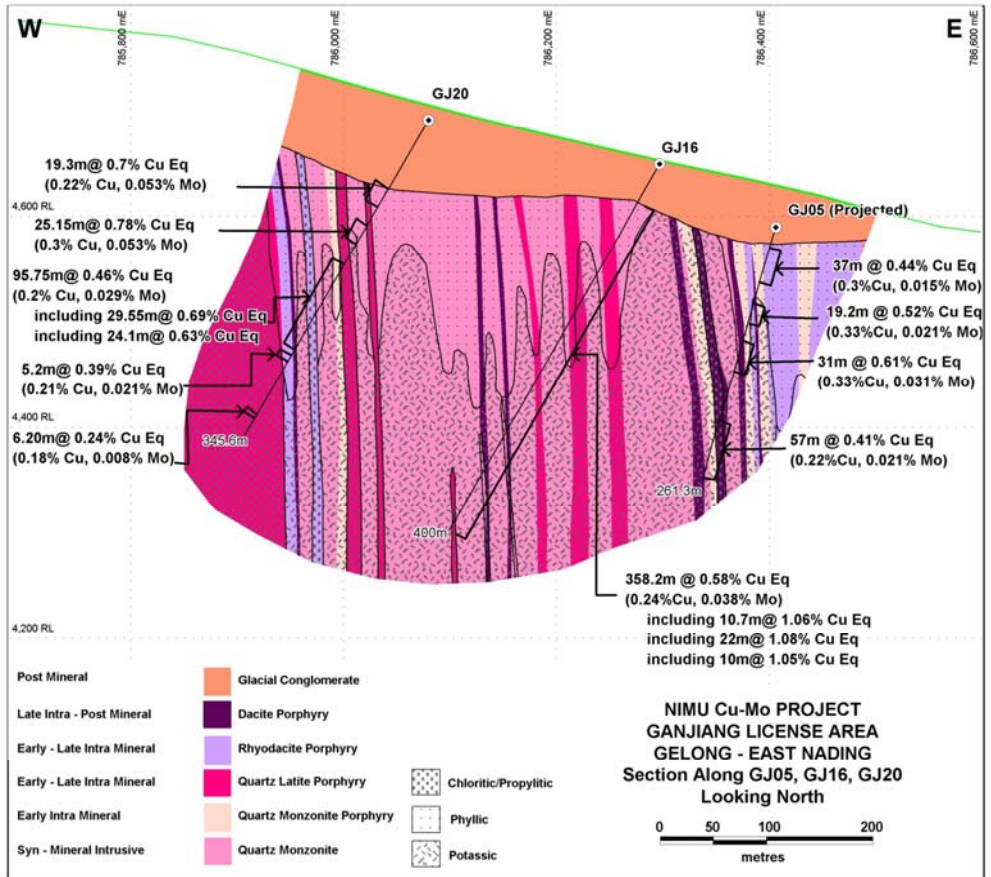 W
E
785,800 mE
786,000 mE
786,200 mE
786,400 mE
786,600 mE
GJ20
GJ16
GJ05 (Projected)
4,600 RL
4,400 RL
4,200 RL
19.3m@ 0.7% Cu Eq
(0.22% Cu, 0.053% Mo)
25.15m@ 0.78% Cu Eq
(0.3% Cu, 0.053% Mo)
95.75m@ 0.46% Cu Eq
(0.2% Cu, 0.029% Mo)
including 29.55m@ 0.69% Cu Eq
including 24.1m@ 0.63% Cu Eq
5.2m@ 0.39% Cu Eq
(0.21% Cu, 0.021% Mo)
6.20m@ 0.24% Cu Eq
(0.18% Cu, 0.008% Mo)
345.6m
400m
261.3m
37m @ 0.44% Cu Eq
(0.3%Cu, 0.015% Mo)
19.2m @ 0.52% Cu Eq
(0.33%Cu, 0.021% Mo)
31m @ 0.61% Cu Eq
(0.33%Cu, 0.031% Mo)
57m @ 0.41% Cu Eq
(0.22%Cu, 0.021% Mo)
358.2m @ 0.58% Cu Eq
(0.24%Cu, 0.038% Mo)
including 10.7m@ 1.06% Cu Eq
including 22m@ 1.08% Cu Eq
including 10m@ 1.05% Cu Eq
Post Mineral
Glacial Conglomerate
Late Intra - Post Mineral
Dacite Porphyry
Early - Late Intra Mineral
Rhyodacite Porphyry
Early - Late Intra Mineral
Quartz Latite Porphyry
Early Intra Mineral
Quartz Monzonite Porphyry
Syn - Mineral Intrusive
Quartz Monzonite
Chloritic/Propylitic
Phyllic
Potassic
NIMU Cu-Mo PROJECT
GANJIANG LICENSE AREA
GELONG - EAST NADING
Section Along GJ05, GJ16, GJ20
Looking North
0 50 100 200
metres